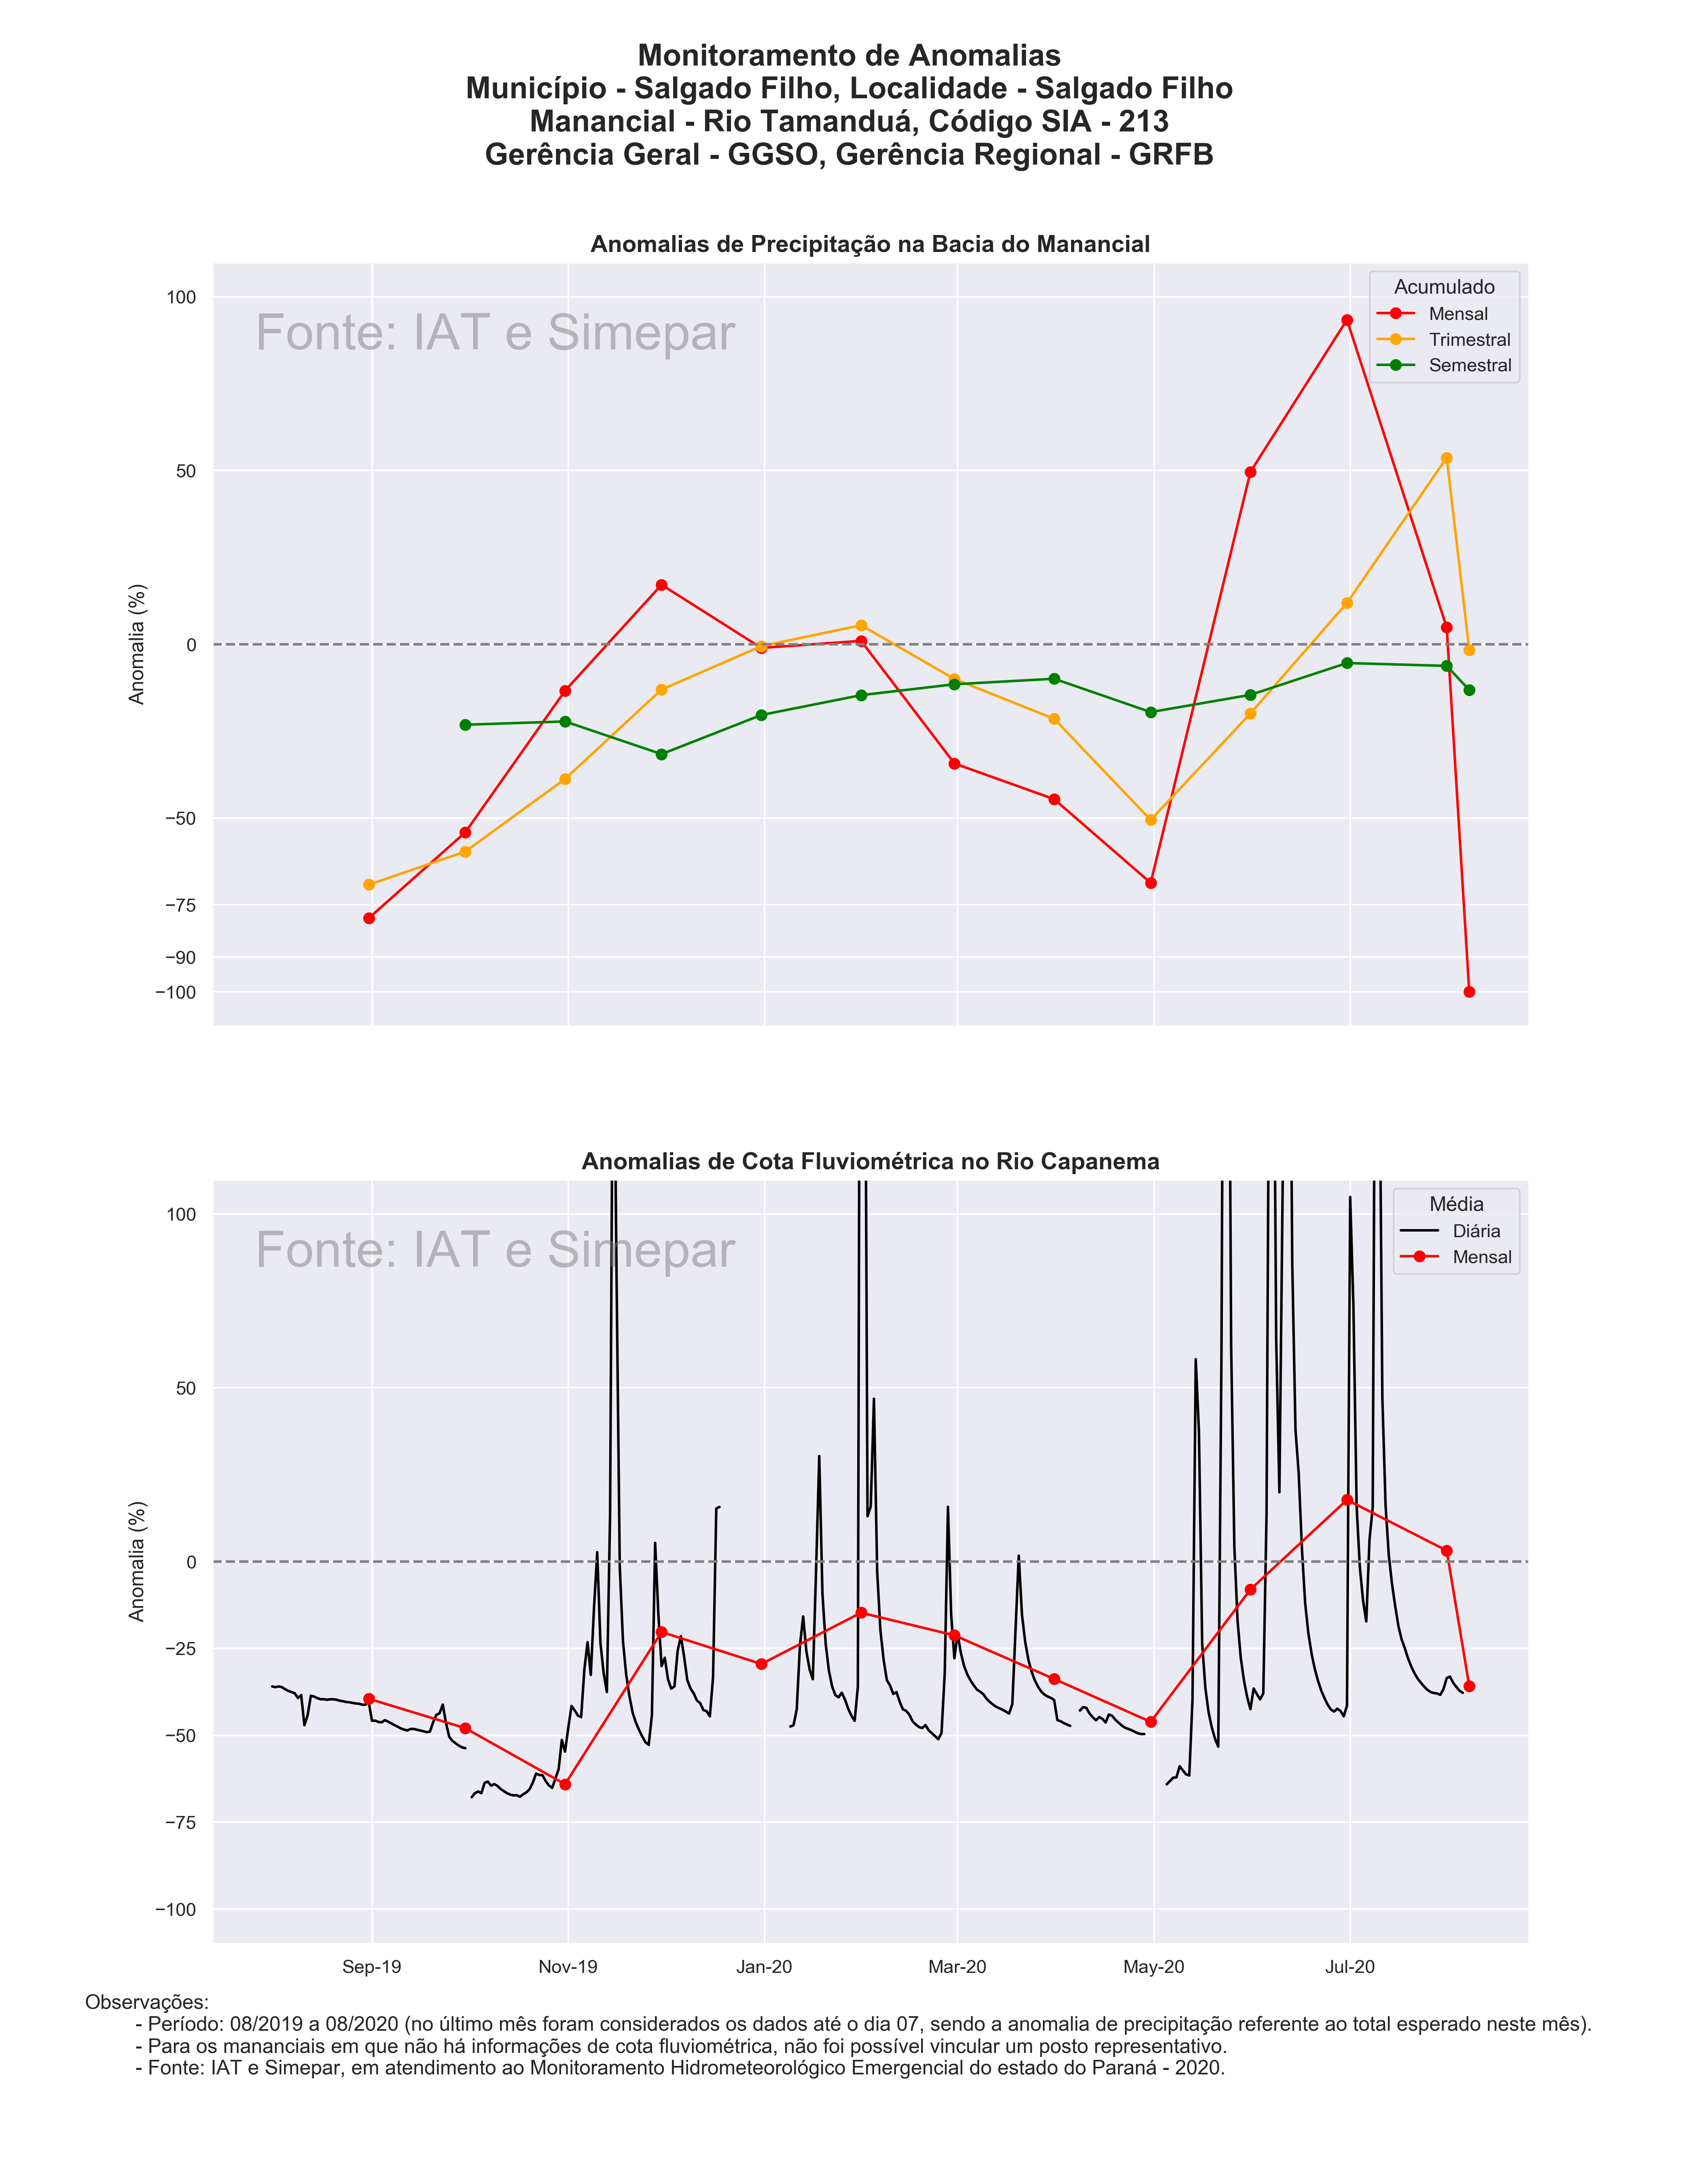 Monitoramento de Anomalias
Município - Salgado Filho, Localidade - Salgado Filho
Manancial - Rio Tamanduá, Código SIA - 213
Gerência Geral - GGSO, Gerência Regional - GRFB
Anomalias de Precipitação na Bacia do Manancial
Fonte: IAT e Simepar
Acumulado
Mensal
Trimestral
Semestral
Anomalia (%)
100
50
0
−50
−75
−90
−100
Anomalias de Cota Fluviométrica no Rio Capanema
Fonte: IAT e Simepar
Média
Diária
Mensal
Anomalia (%)
100
50
0
−25
−50
−75
−100
Sep-19 Nov-19 Jan-20 Mar-20 May-20 Jul-20
Observações:
- Período: 08/2019 a 08/2020 (no último mês foram considerados os dados até o dia 07, sendo a anomalia de precipitação referente ao total esperado neste mês).
- Para os mananciais em que não há informações de cota fluviométrica, não foi possível vincular um posto representativo.
- Fonte: IAT e Simepar, em atendimento ao Monitoramento Hidrometeorológico Emergencial do estado do Paraná - 2020.